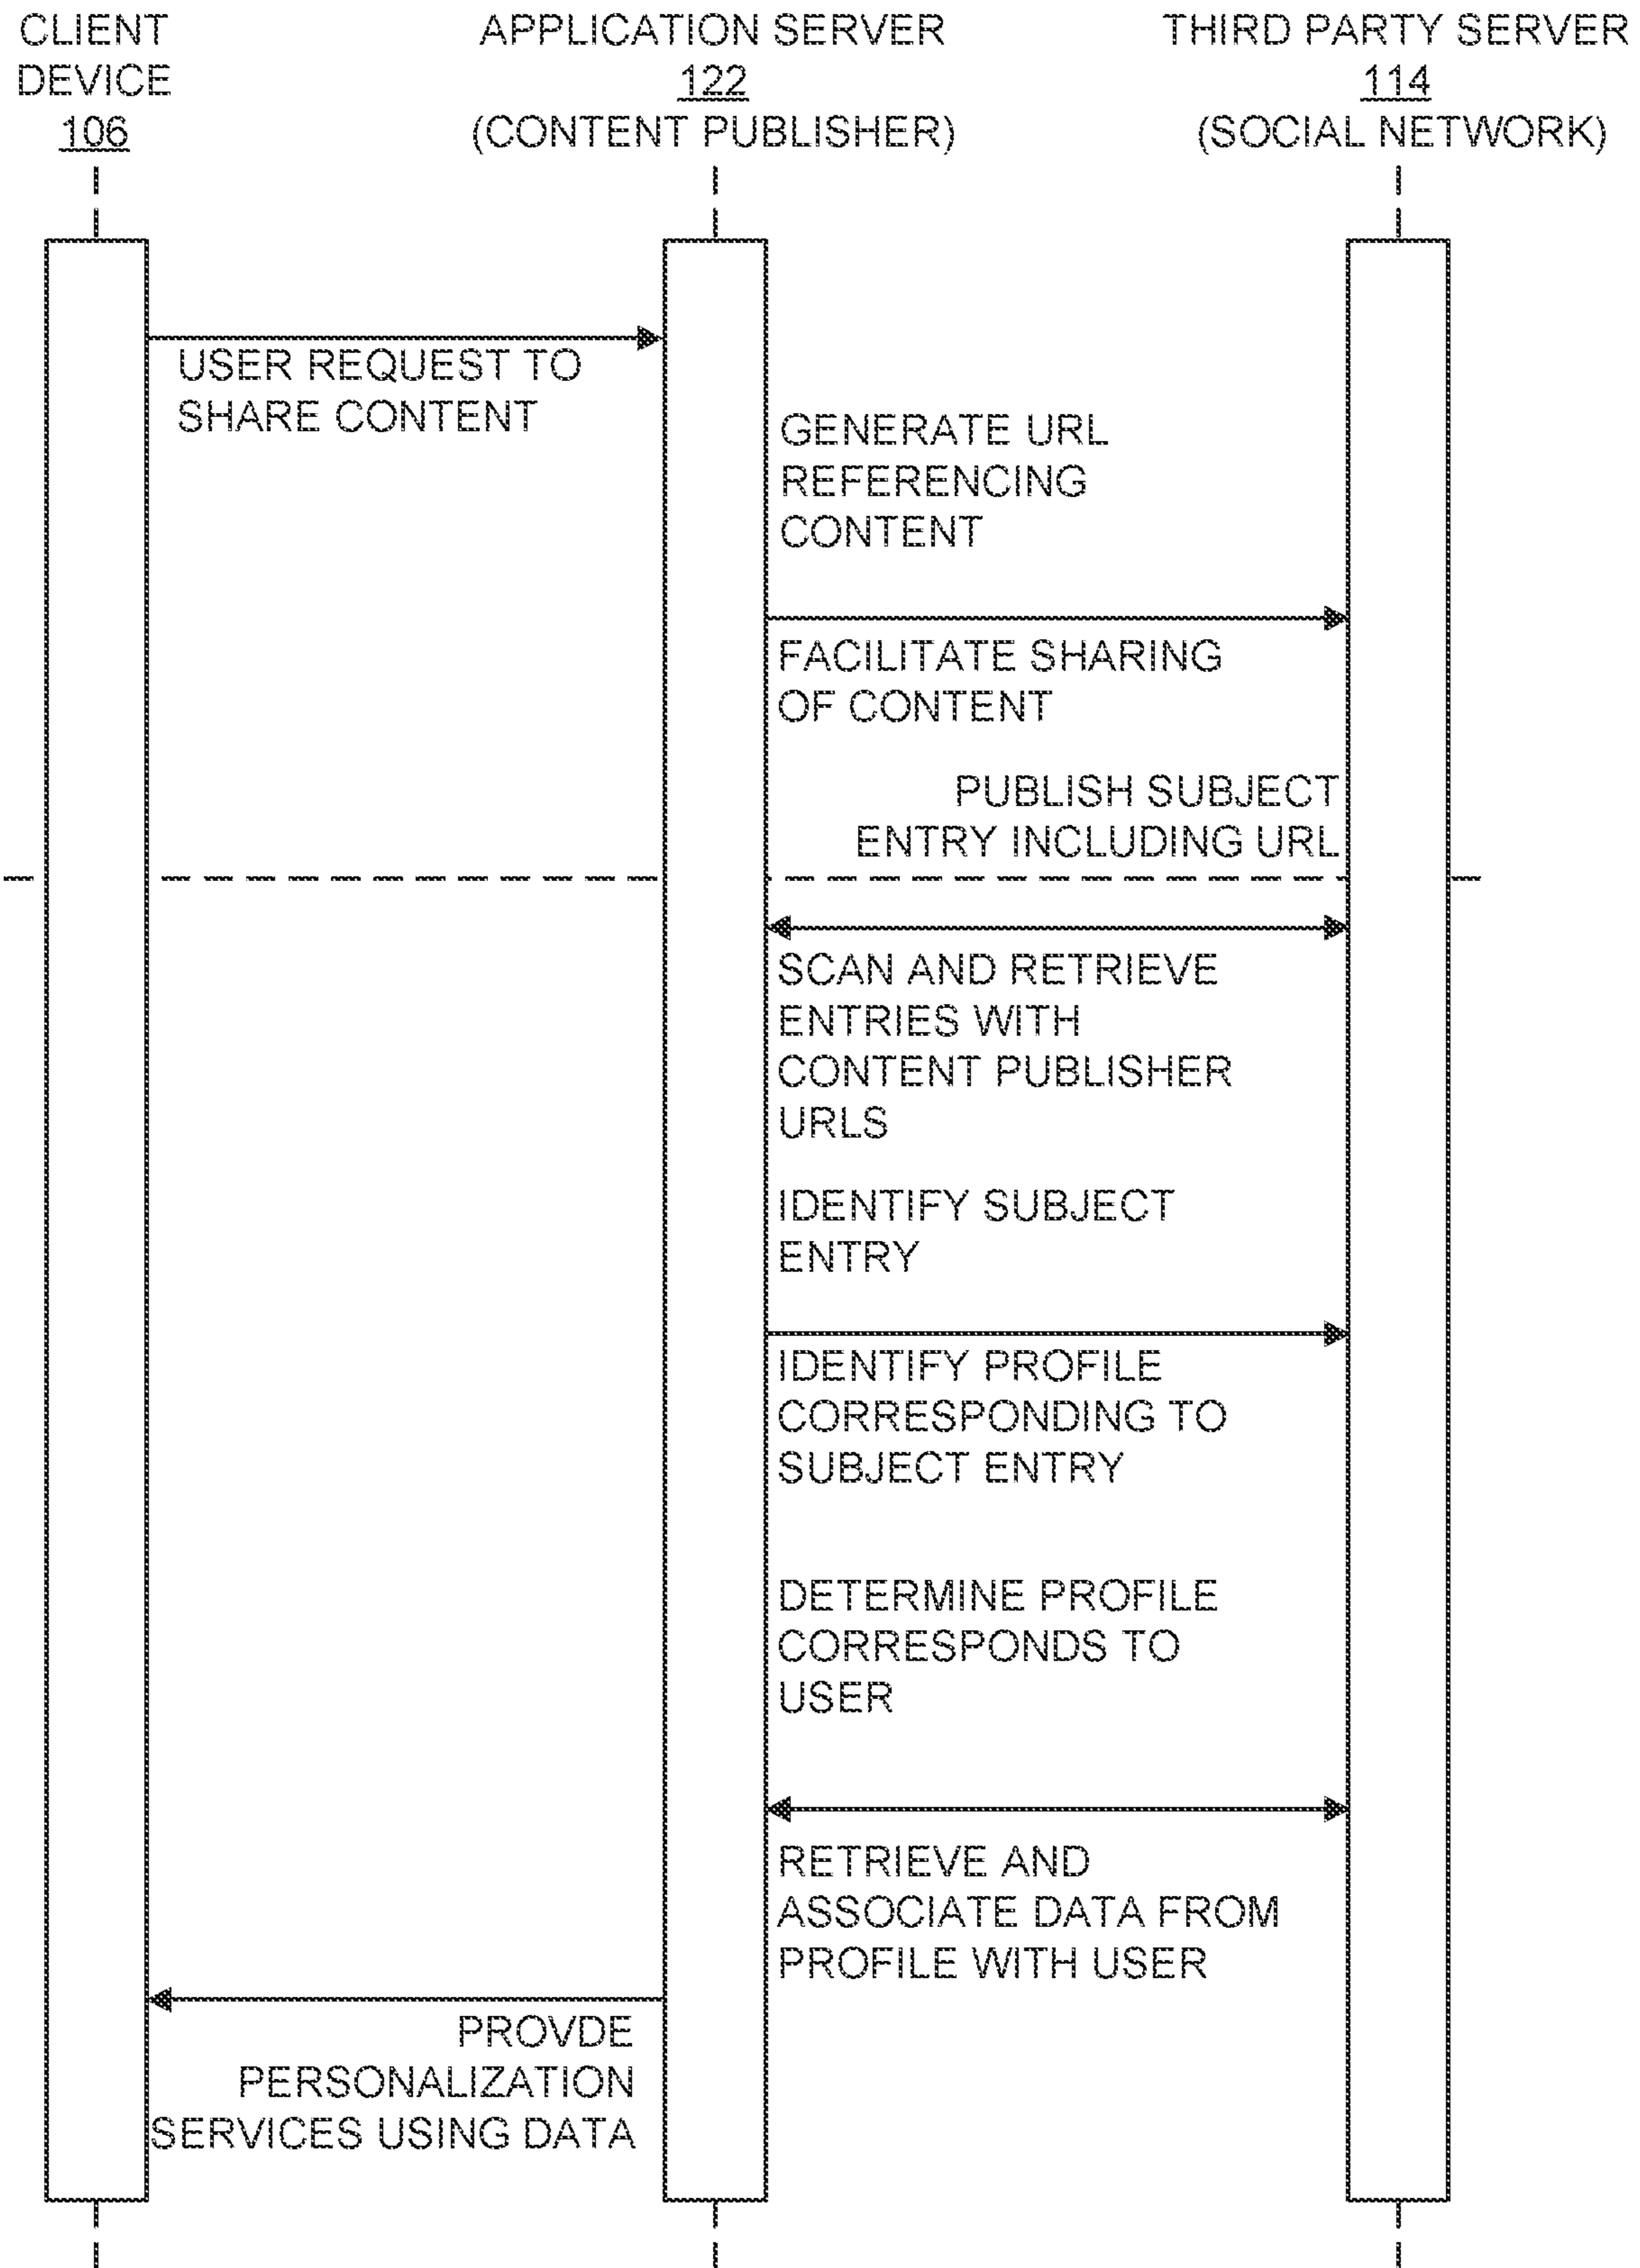 CLIENT
DEVICE
106
APPLICATION SERVER
122
(CONTENT PUBLISHER)
THIRD PARTY SERVER
114
(SOCIAL NETWORK)
USER REQUEST TO
SHARE CONTENT
GENERATE URL
REFERENCING
CONTENT
FACILITATE SHARING
OF CONTENT
PUBLISH SUBJECT
ENTRY INCLUDING URL
SCAN AND RETRIEVE
ENTRIES WITH
CONTENT PUBLISHER
URLS
IDENTIFY SUBJECT
ENTRY
IDENTIFY PROFILE
CORRESPONDING TO
SUBJECT ENTRY
DETERMINE PROFILE
CORRESPONDS TO
USER
RETRIEVE AND
ASSOCIATE DATA FROM
PROFILE WITH USER
PROVDE
PERSONALIZATION
SERVICES USING DATA